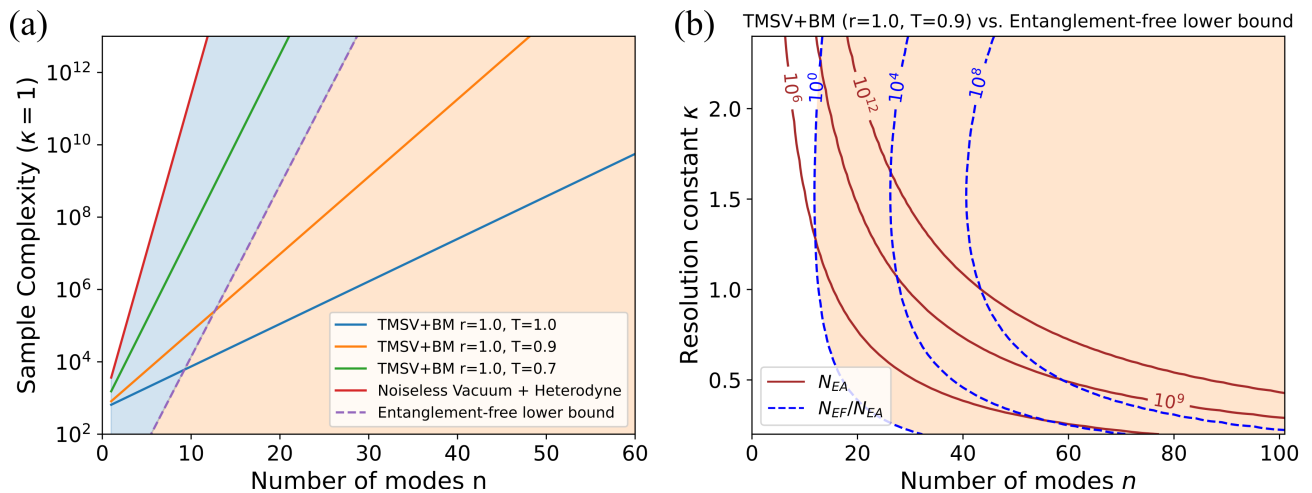 (a)
Sample Complexity (κ = 1)
10^12
10^10
10^8
10^6
10^4
10^2
TMSV+BM r=1.0, T=1.0
TMSV+BM r=1.0, T=0.9
TMSV+BM r=1.0, T=0.7
Noiseless Vacuum + Heterodyne
Entanglement-free lower bound
0 10 20 30 40 50 60
Number of modes n
(b)
TMSV+BM (r=1.0, T=0.9) vs. Entanglement-free lower bound
Resolution constant κ
2.0
1.5
1.0
0.5
10^6
10^0
10^12
10^4
10^8
10^9
N_EA
N_EF/N_EA
0 20 40 60 80 100
Number of modes n